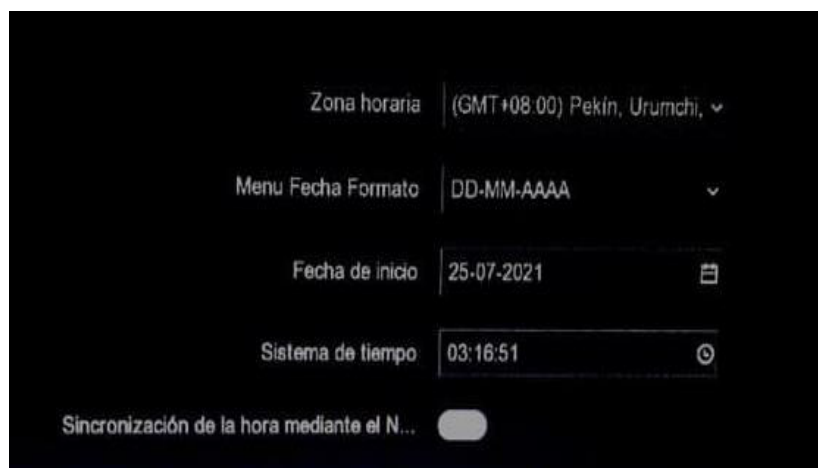 Zona horaria (GMT+08:00) Pekín, Urumchi,
Menu Fecha Formato DD-MM-AAAA
Fecha de inicio 25-07-2021
Sistema de tiempo 03:16:51
Sincronización de la hora mediante el N...